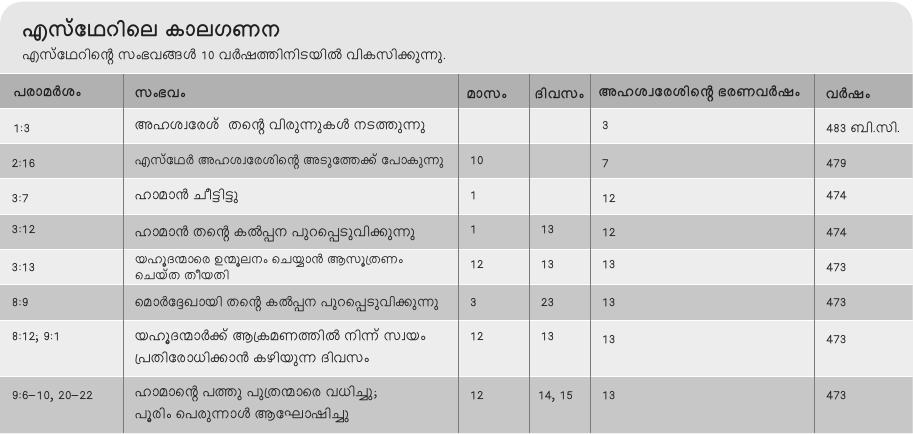 എസ്ഥേറിലെ കാലഗണന
എസ്ഥേറിന്റെ സംഭവങ്ങൾ 10 വർഷത്തിനിടയിൽ വികസിക്കുന്നു.
പരാമർശം സംഭവം മാസം ദിവസം അഹശ്വരേശിന്റെ ഭരണവർഷം വർഷം
1:3 അഹശ്വരേശ് തന്റെ വിരുന്നുകൾ നടത്തുന്നു 3 483 ബി.സി.
2:16 എസ്ഥേർ അഹശ്വരേശിന്റെ അടുത്തേക്ക് പോകുന്നു 10 7 479
3:7 ഹാമാൻ ചീട്ടിട്ടു 1 12 474
3:12 ഹാമാൻ തന്റെ കൽപ്പന പുറപ്പെടുവിക്കുന്നു 1 13 12 474
3:13 യഹൂദന്മാരെ ഉന്മൂലനം ചെയ്യാൻ ആസൂത്രണം 12 13 13 473
ചെയ്ത തീയതി
8:9 മൊർദ്ദേഖായി തന്റെ കൽപ്പന പുറപ്പെടുവിക്കുന്നു 3 23 13 473
8:12; 9:1 യഹൂദന്മാർക്ക് ആക്രമണത്തിൽ നിന്ന് സ്വയം 12 13 13 473
പ്രതിരോധിക്കാൻ കഴിയുന്ന ദിവസം
9:6–10, 20–22 ഹാമാന്റെ പത്തു പുത്രന്മാരെ വധിച്ചു; 12 14, 15 13 473
പൂരിം പെരുന്നാൾ ആഘോഷിച്ചു